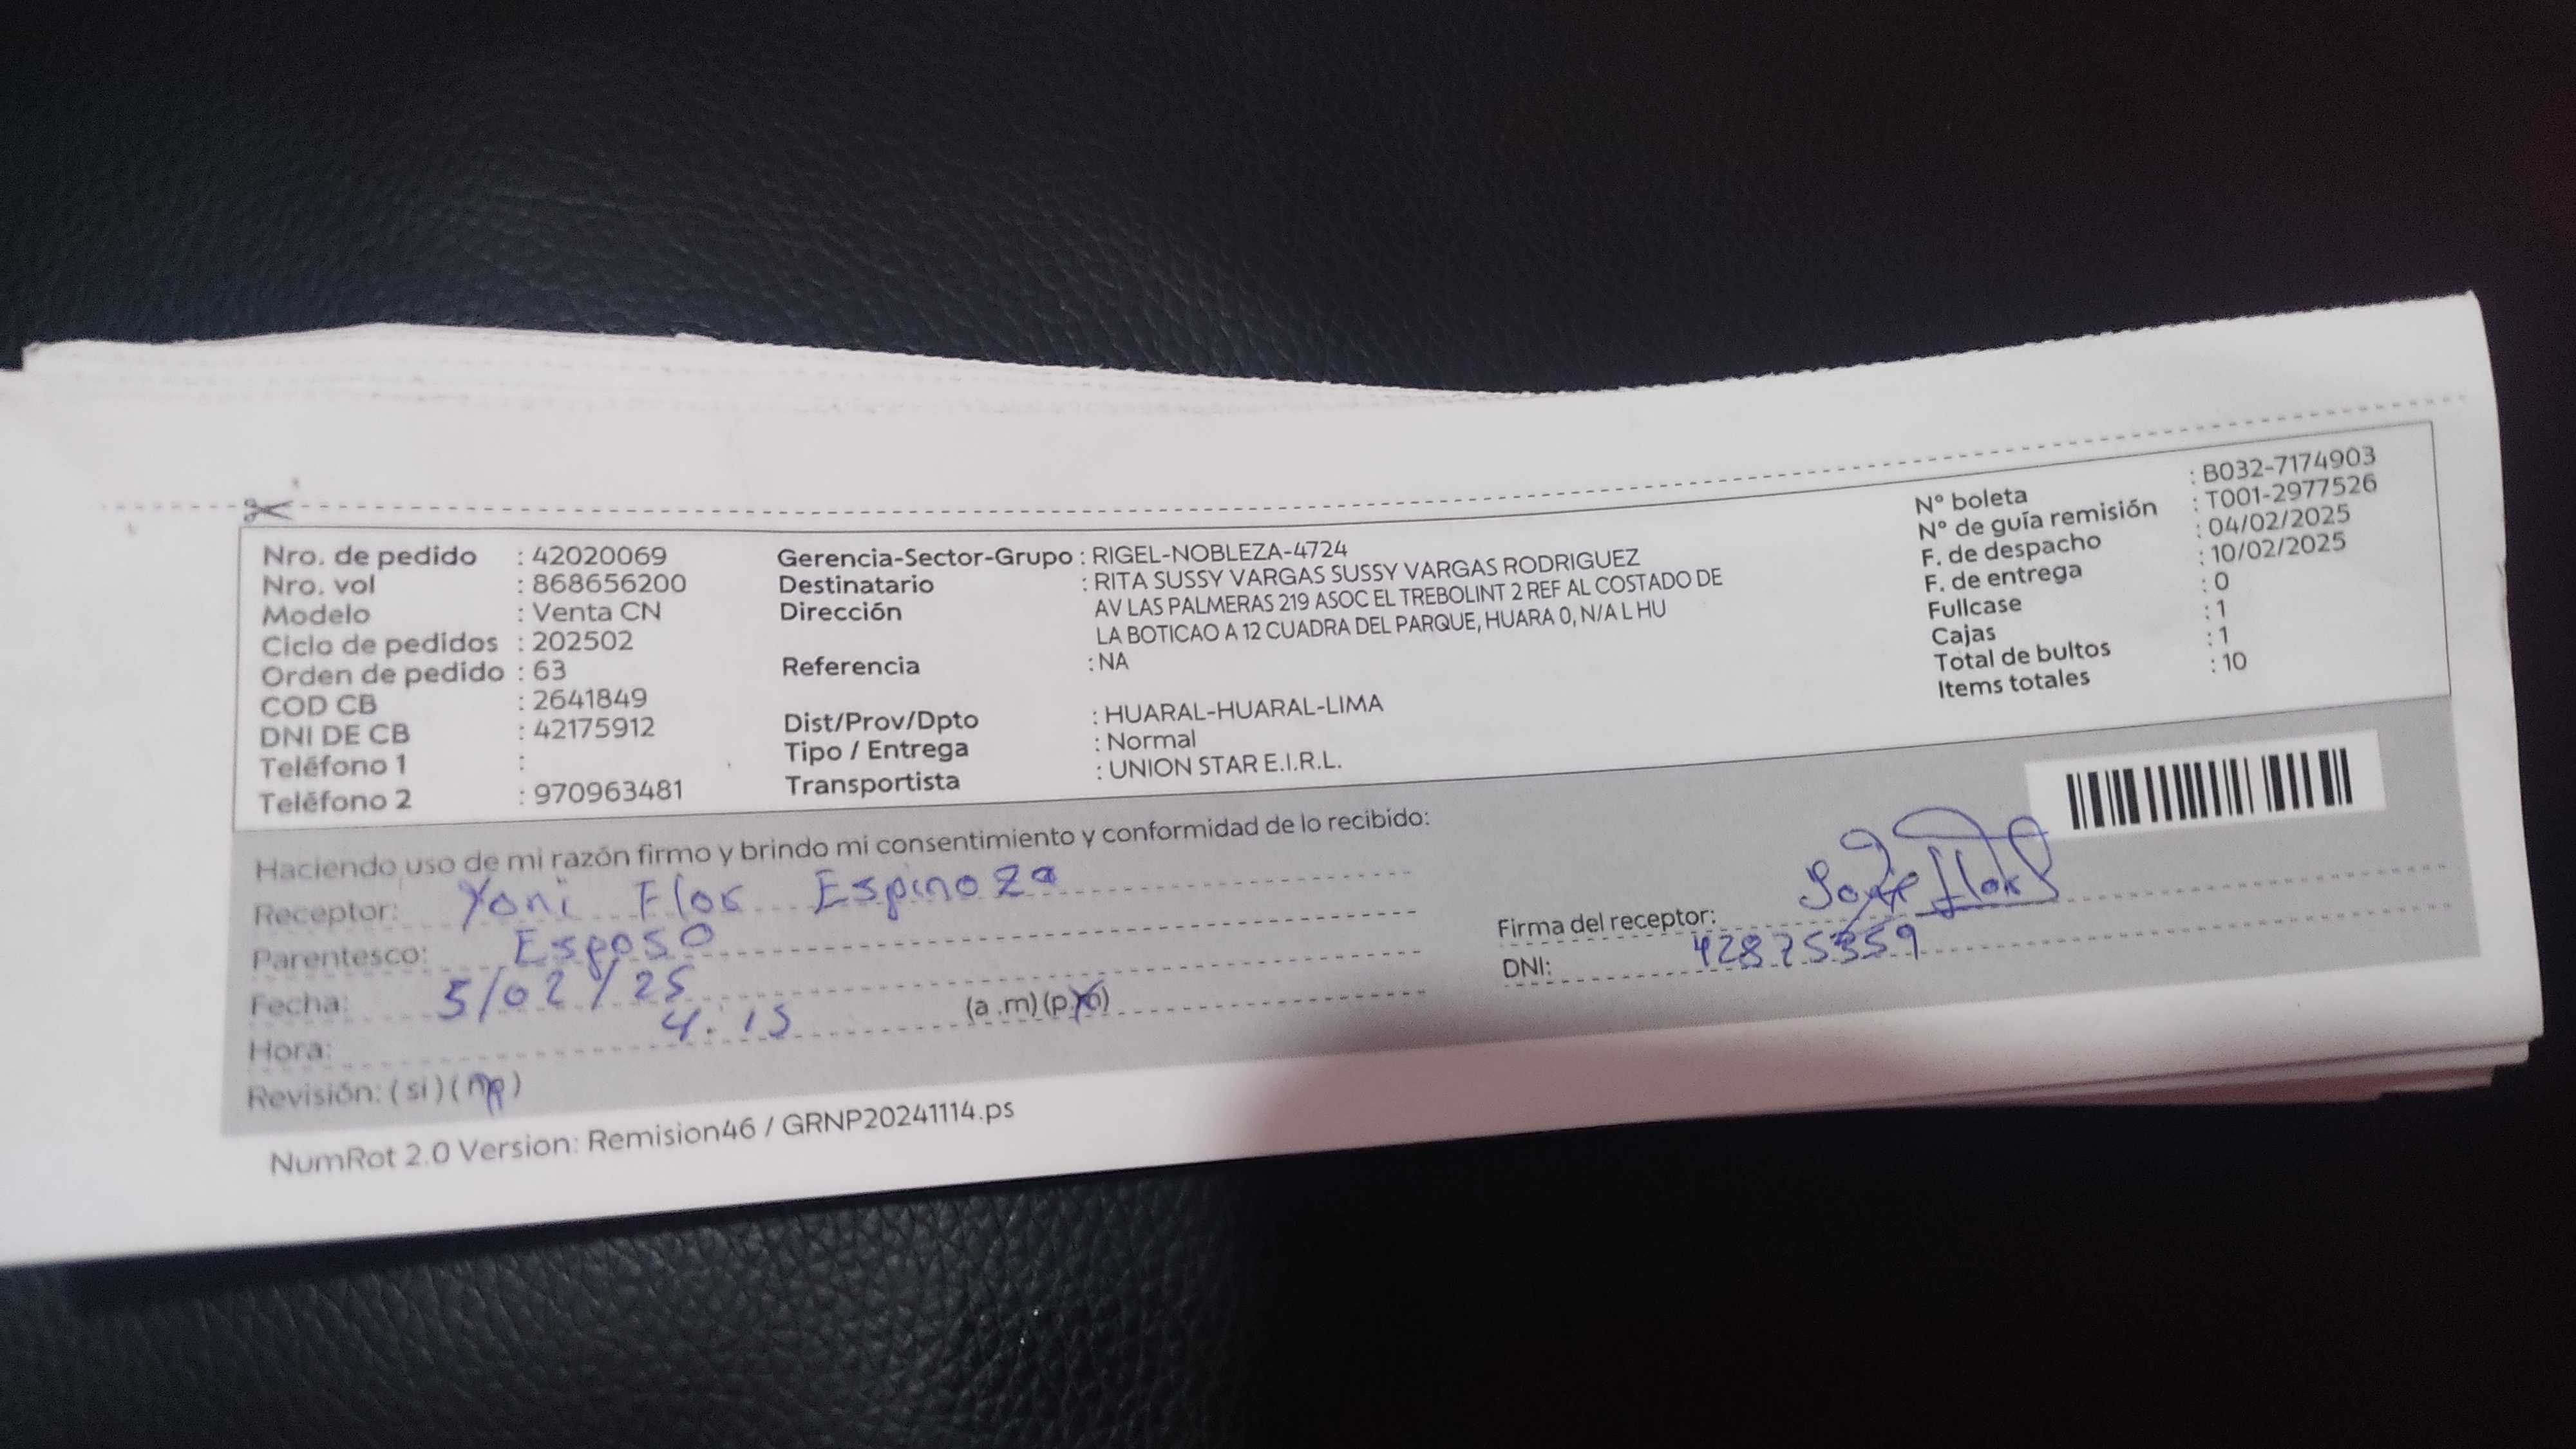 Nro. de pedido : 42020069
Nro. vol : 868656200
Modelo : Venta CN
Ciclo de pedidos : 202502
Orden de pedido : 63
COD CB : 2641849
DNI DE CB : 42175912
Teléfono 1 :
Teléfono 2 : 970963481
Gerencia-Sector-Grupo : RIGEL-NOBLEZA-4724
Destinatario : RITA SUSSY VARGAS SUSSY VARGAS RODRIGUEZ
Dirección AV LAS PALMERAS 219 ASOC EL TREBOLINT 2 REF AL COSTADO DE
LA BOTICAO A 12 CUADRA DEL PARQUE, HUARA 0, N/A L HU
Referencia : NA
Dist/Prov/Dpto : HUARAL-HUARAL-LIMA
Tipo / Entrega : Normal
Transportista : UNION STAR E.I.R.L.
N° boleta : B032-7174903
N° de guía remisión : T001-2977526
F. de despacho : 04/02/2025
F. de entrega : 10/02/2025
Fullcase : 0
Cajas : 1
Total de bultos : 1
Items totales : 10
Haciendo uso de mi razón firmo y brindo mi consentimiento y conformidad de lo recibido:
Receptor: Yoni Flor Espinoza
Parentesco: Esposo
Fecha: 5/02/25
Hora: 4:15 (a .m) (p.m)
Revisión: (si) (no)
Firma del receptor:
DNI:
NumRot 2.0 Version: Remision46 / GRNP20241114.ps